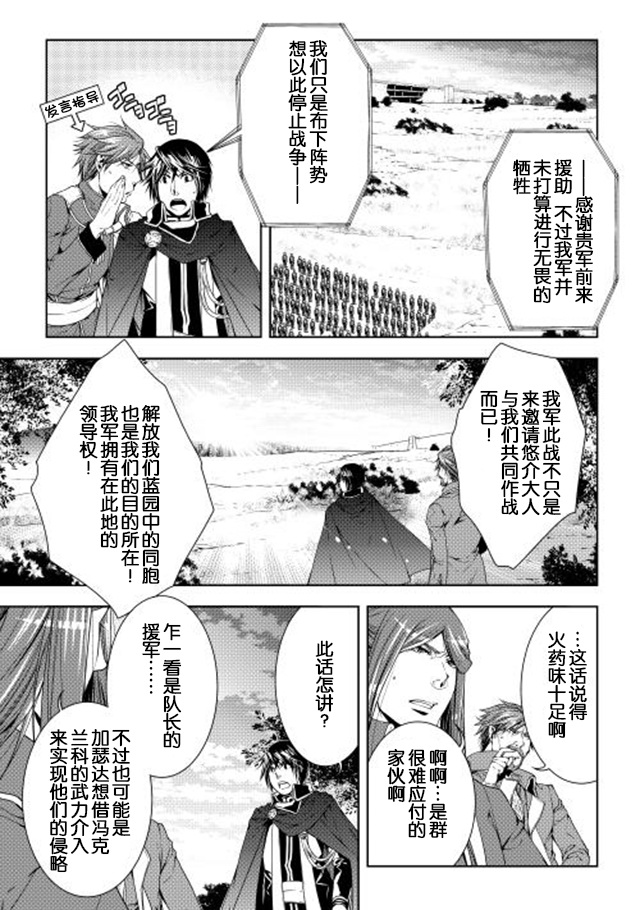 ——感谢贵军前来
援助 不过我军并
未打算进行无畏的
牺牲
我们只是布下阵势
想以此停止战争——
发言指导
ゴニョ
ゴニョ
我军此战不只是
来邀请悠介大人
与我们共同作战
而已！
解放我们蓝园中的同胞
也是我们的目的所在！
我军拥有在此地的
领导权！
…这话说得
火药味十足啊
啊啊…是群
很难应付的
家伙啊
此话怎讲？
乍一看是队长的
援军……
不过也可能是
加瑟达想借冯克
兰科的武力介入
来实现他们的侵略